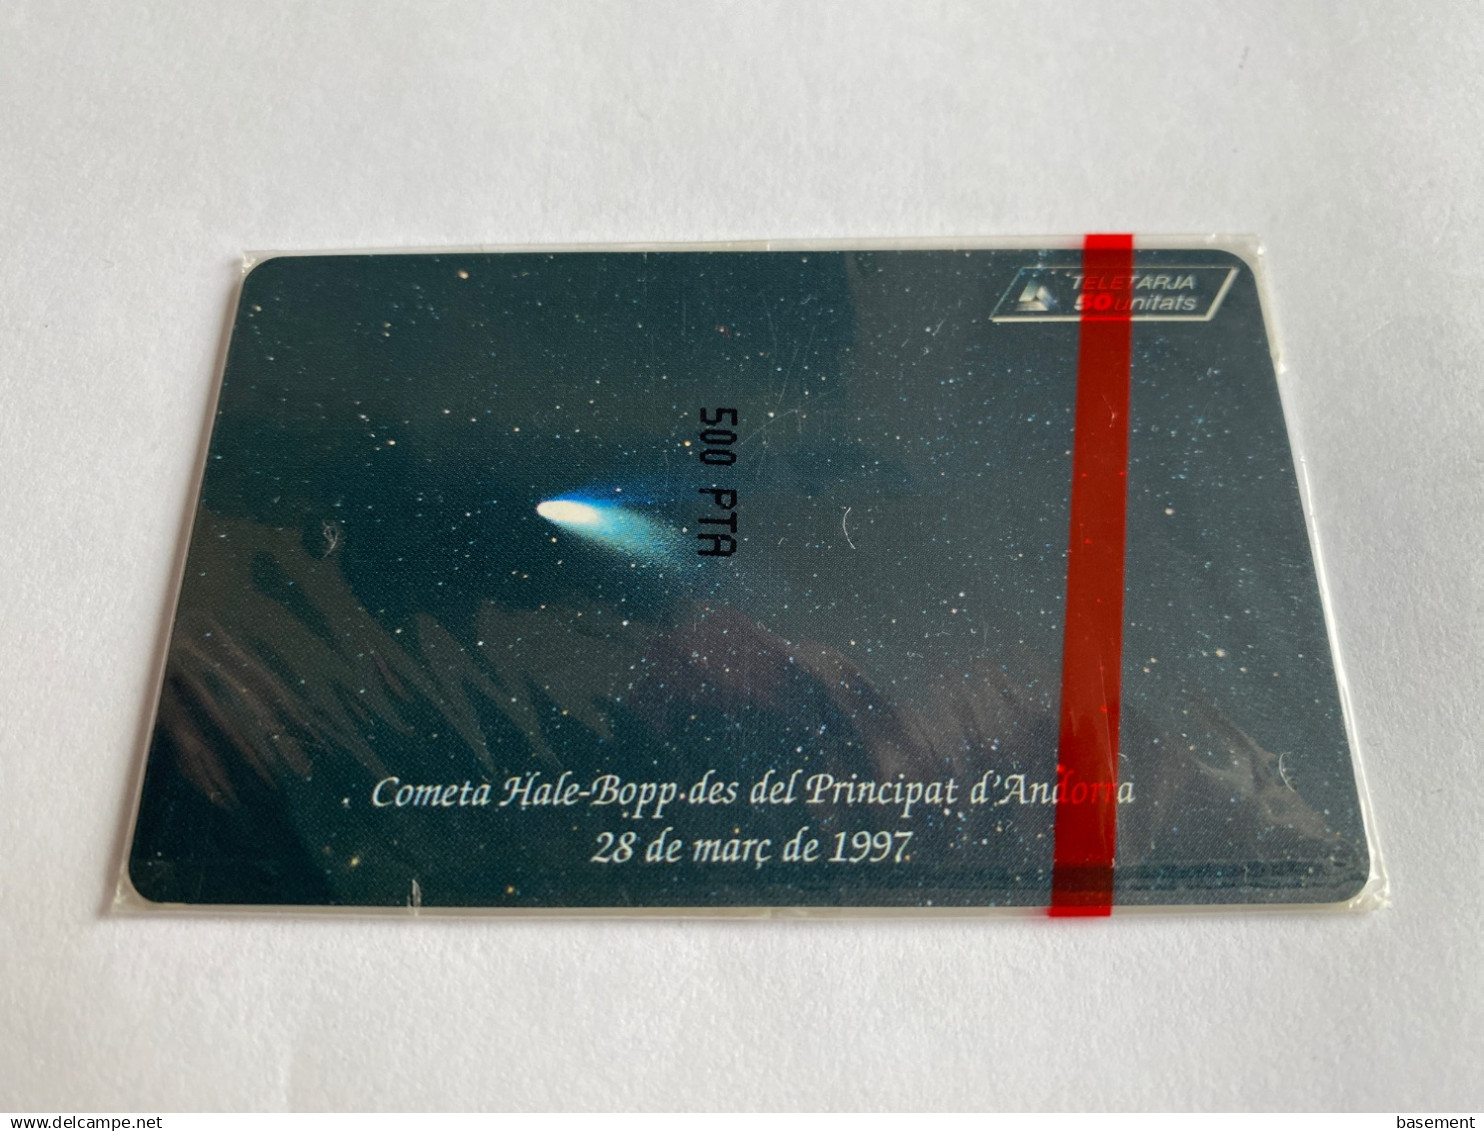 TELETARJA
50 unitats
500 PTA
Cometa Hale-Bopp des del Principat d'Andorra
28 de març de 1997
www.delcampe.net
basement